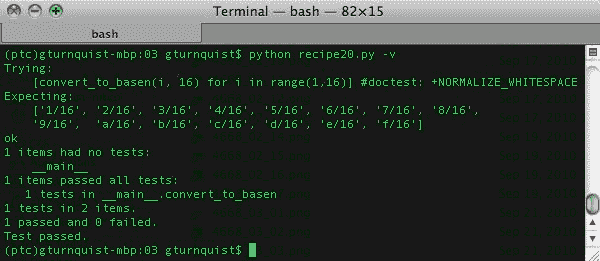 Terminal — bash — 82×15
bash
(ptc)gturnquist-mbp:03 gturnquist$ python recipe20.py -v
Trying:
    [convert_to_basen(i, 16) for i in range(1,16)] #doctest: +NORMALIZE_WHITESPACE
Expecting:
    ['1/16', '2/16', '3/16', '4/16', '5/16', '6/16', '7/16', '8/16',
    '9/16', 'a/16', 'b/16', 'c/16', 'd/16', 'e/16', 'f/16']
ok
1 items had no tests:
    __main__
1 items passed all tests:
   1 tests in __main__.convert_to_basen
1 tests in 2 items.
1 passed and 0 failed.
Test passed.
(ptc)gturnquist-mbp:03 gturnquist$